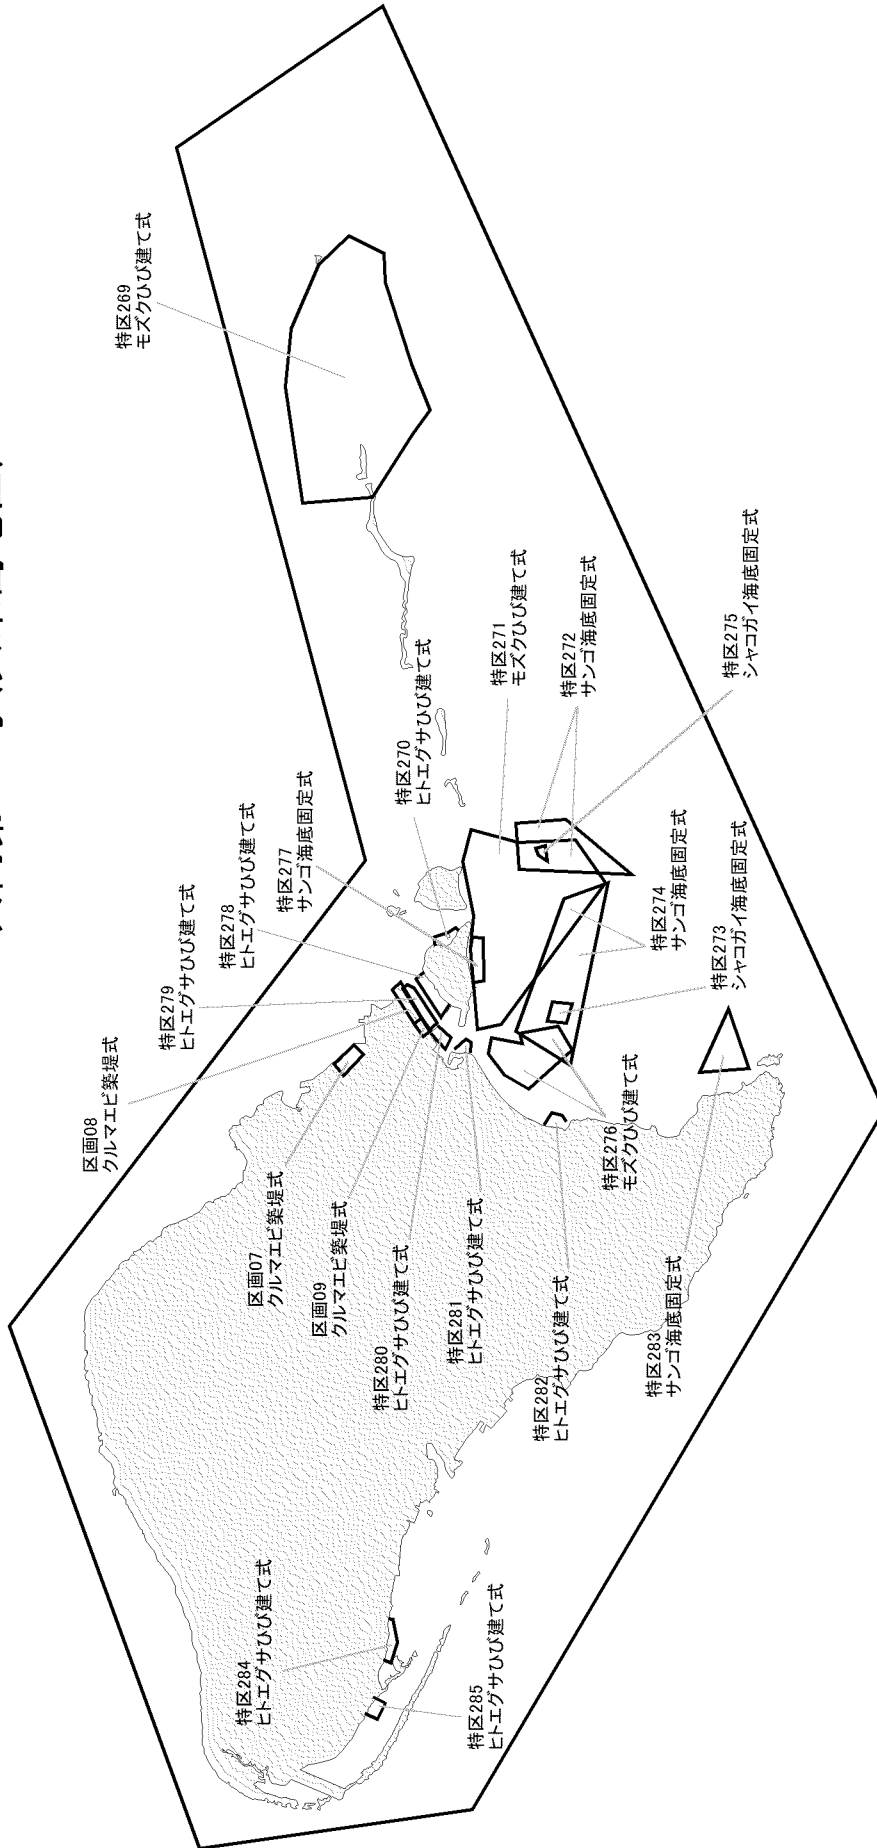 特区269
モズクひび建て式
特区270
ヒトエグサひび建て式
特区271
モズクひび建て式
特区272
サンゴ海底固定式
特区275
シャコガイ海底固定式
特区277
サンゴ海底固定式
特区278
ヒトエグサひび建て式
特区279
ヒトエグサひび建て式
区画08
クルマエビ築堤式
特区274
サンゴ海底固定式
特区273
シャコガイ海底固定式
区画07
クルマエビ築堤式
区画09
クルマエビ築堤式
特区280
ヒトエグサひび建て式
特区281
ヒトエグサひび建て式
特区276
モズクひび建て式
特区282
ヒトエグサひび建て式
特区283
サンゴ海底固定式
特区284
ヒトエグサひび建て式
特区285
ヒトエグサひび建て式